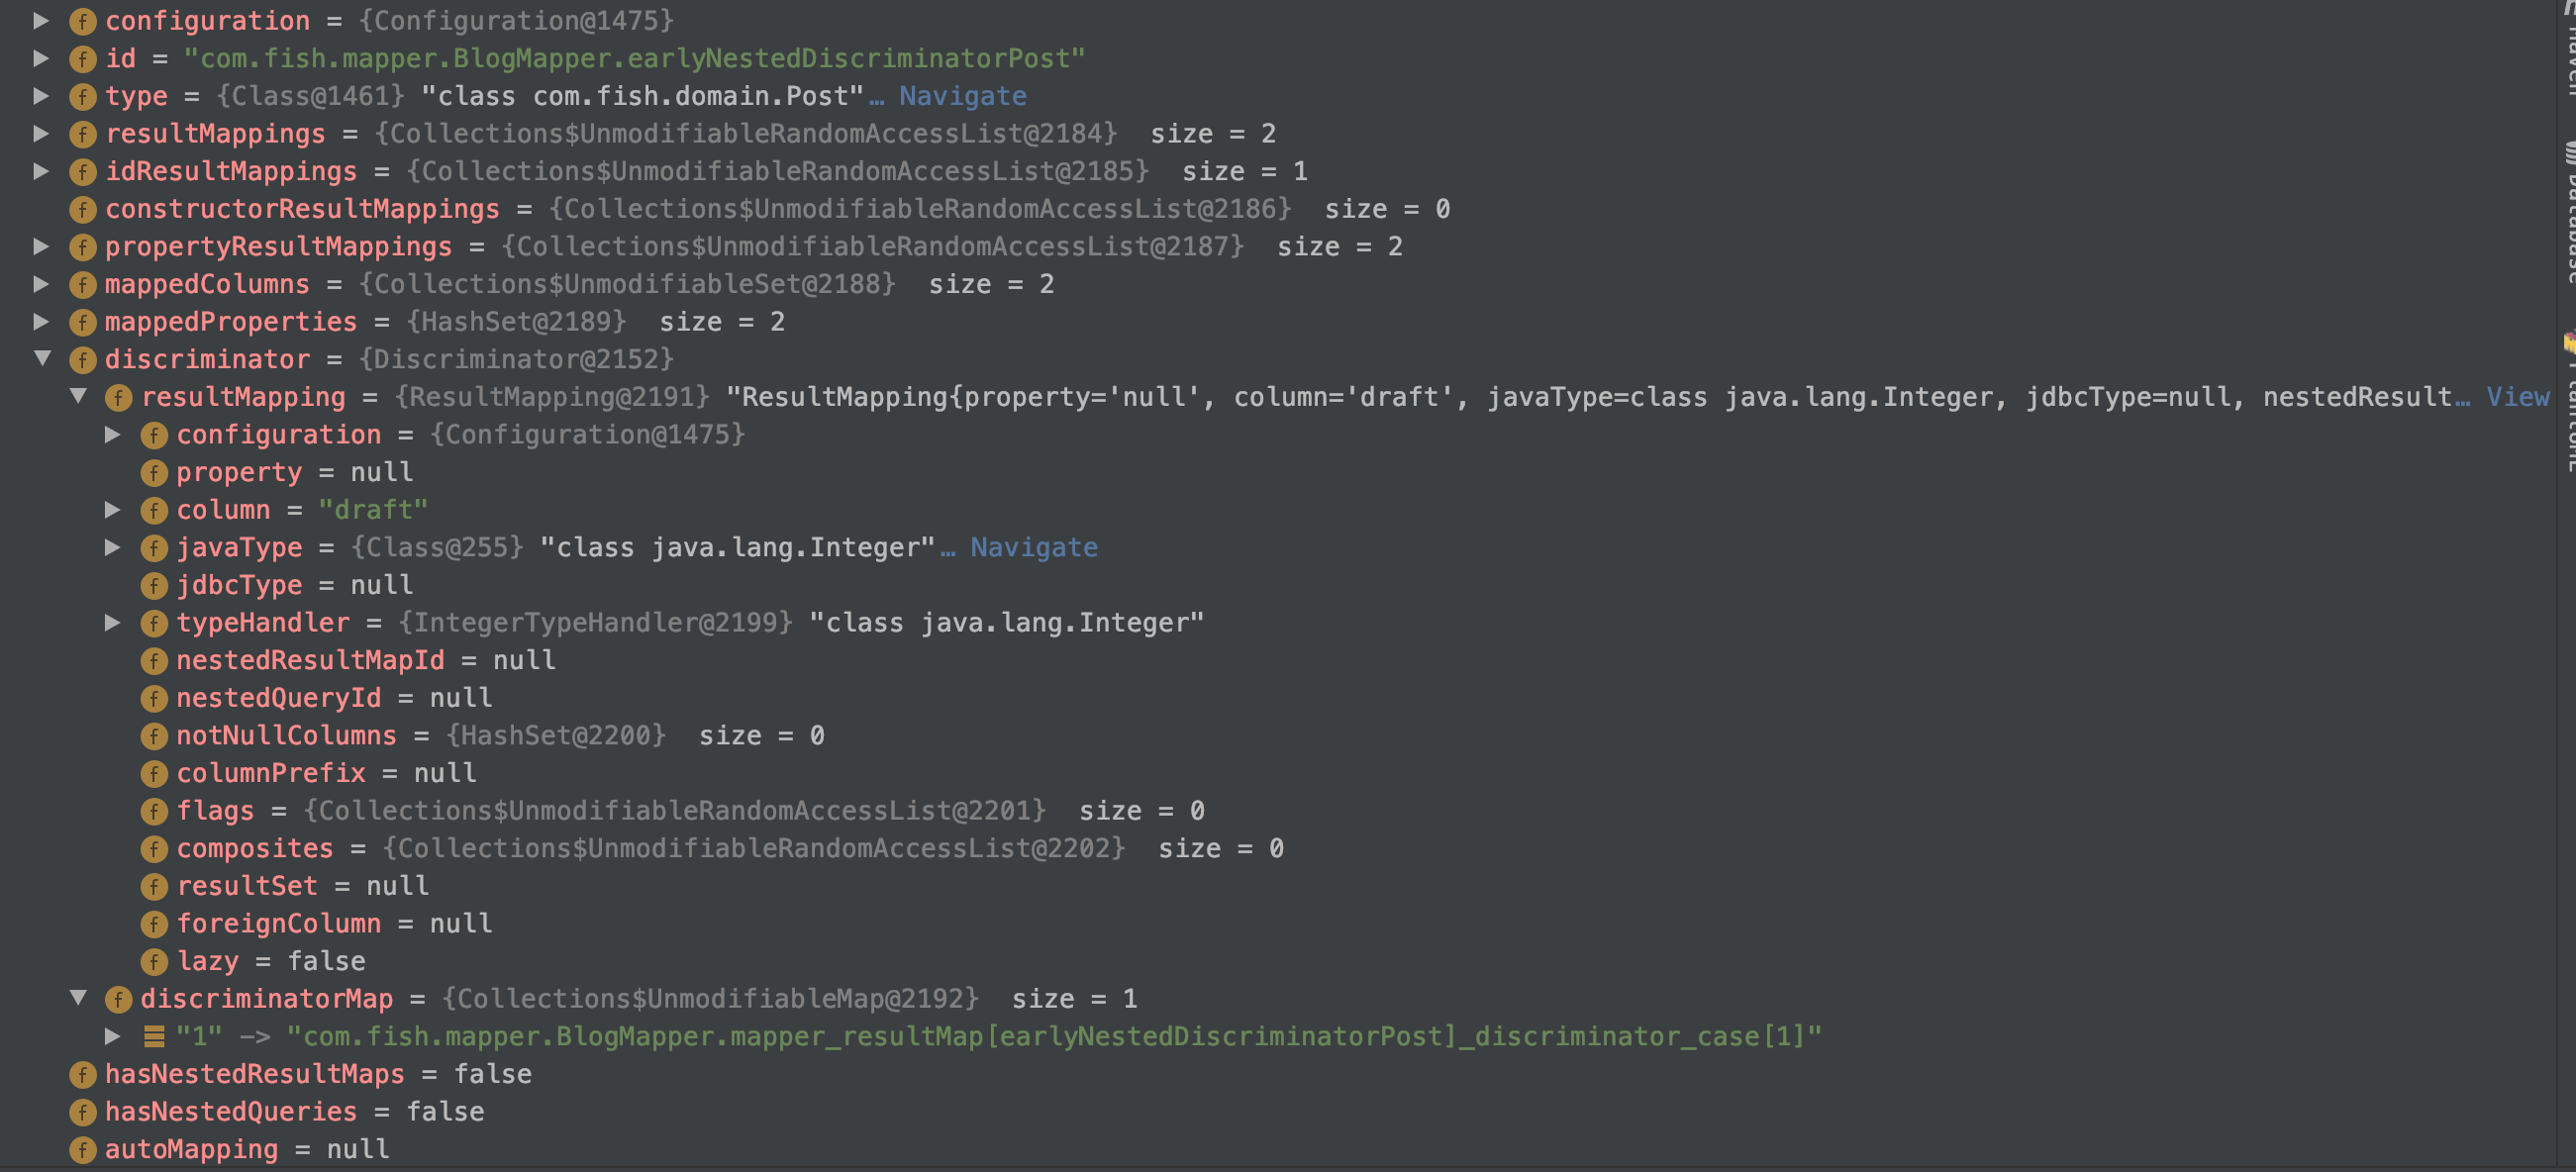 configuration = {Configuration@1475}
id = "com.fish.mapper.BlogMapper.earlyNestedDiscriminatorPost"
type = {Class@1461} "class com.fish.domain.Post"… Navigate
resultMappings = {Collections$UnmodifiableRandomAccessList@2184} size = 2
idResultMappings = {Collections$UnmodifiableRandomAccessList@2185} size = 1
constructorResultMappings = {Collections$UnmodifiableRandomAccessList@2186} size = 0
propertyResultMappings = {Collections$UnmodifiableRandomAccessList@2187} size = 2
mappedColumns = {Collections$UnmodifiableSet@2188} size = 2
mappedProperties = {HashSet@2189} size = 2
discriminator = {Discriminator@2152}
resultMapping = {ResultMapping@2191} "ResultMapping{property='null', column='draft', javaType=class java.lang.Integer, jdbcType=null, nestedResult… View
configuration = {Configuration@1475}
property = null
column = "draft"
javaType = {Class@255} "class java.lang.Integer"… Navigate
jdbcType = null
typeHandler = {IntegerTypeHandler@2199} "class java.lang.Integer"
nestedResultMapId = null
nestedQueryId = null
notNullColumns = {HashSet@2200} size = 0
columnPrefix = null
flags = {Collections$UnmodifiableRandomAccessList@2201} size = 0
composites = {Collections$UnmodifiableRandomAccessList@2202} size = 0
resultSet = null
foreignColumn = null
lazy = false
discriminatorMap = {Collections$UnmodifiableMap@2192} size = 1
"1" -> "com.fish.mapper.BlogMapper.mapper_resultMap[earlyNestedDiscriminatorPost]_discriminator_case[1]"
hasNestedResultMaps = false
hasNestedQueries = false
autoMapping = null